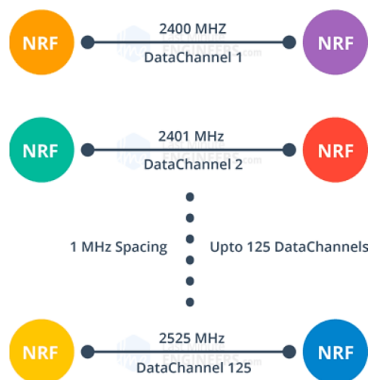 NRF
2400 MHZ
NRF
DataChannel 1
NRF
2401 MHz
NRF
DataChannel 2
1 MHz Spacing
Upto 125 DataChannels
NRF
2525 MHz
NRF
DataChannel 125